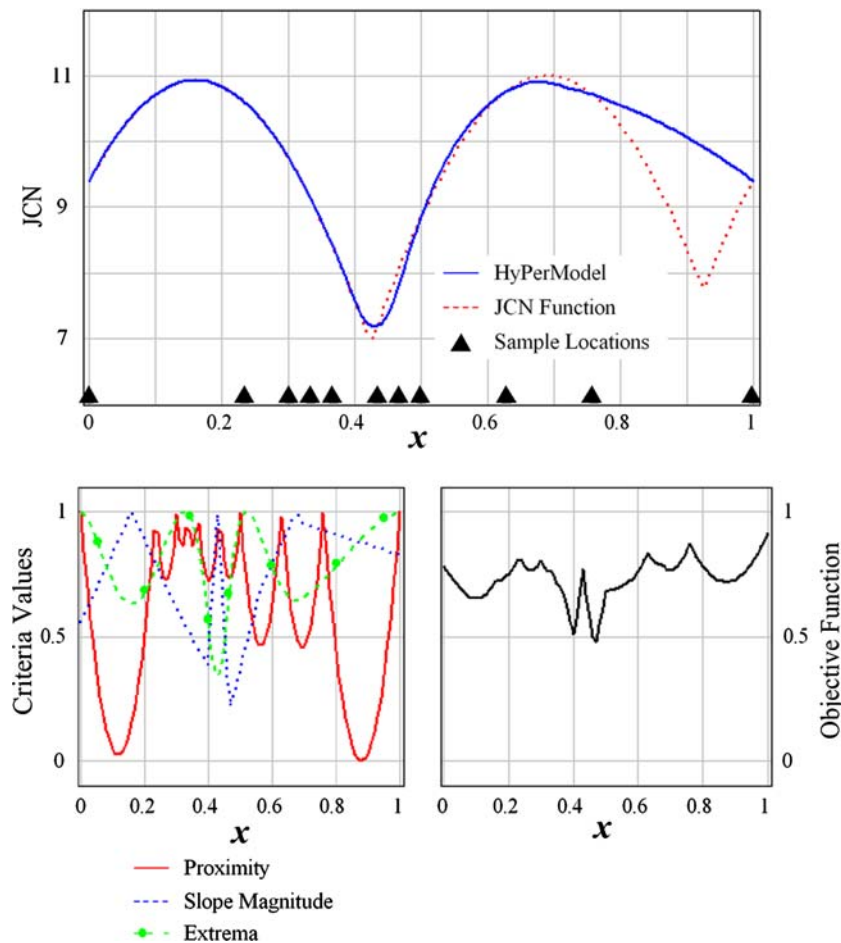 11
9
7
JCN
HyPerModel
JCN Function
Sample Locations
0 0.2 0.4 0.6 0.8 1
x
1
0.5
0
Criteria Values
0 0.2 0.4 0.6 0.8 1
x
Proximity
Slope Magnitude
Extrema
1
0.5
0
Objective Function
0 0.2 0.4 0.6 0.8 1
x